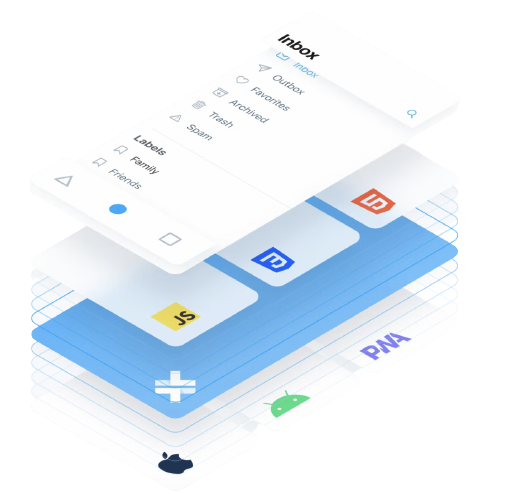 Inbox
Inbox
Outbox
Favorites
Archived
Trash
Spam
Labels
Family
Friends
JS
PWA